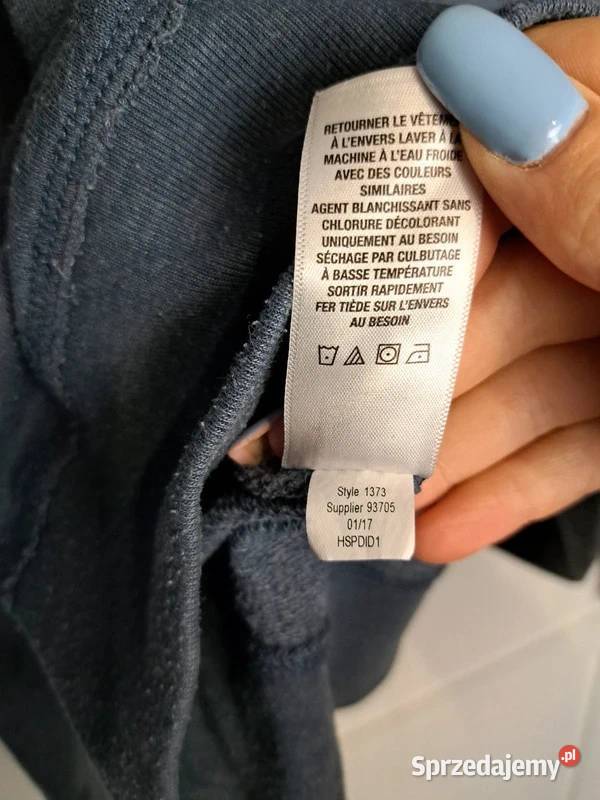 RETOURNER LE VÊTEMENT
À L'ENVERS LAVER À LA
MACHINE À L'EAU FROIDE
AVEC DES COULEURS
SIMILAIRES
AGENT BLANCHISSANT SANS
CHLORURE DÉCOLORANT
UNIQUEMENT AU BESOIN
SÉCHAGE PAR CULBUTAGE
À BASSE TEMPÉRATURE
SORTIR RAPIDEMENT
FER TIÈDE SUR L'ENVERS
AU BESOIN
Style 1373
Supplier 93705
01/17
HSPDID1
Sprzedajemy.pl